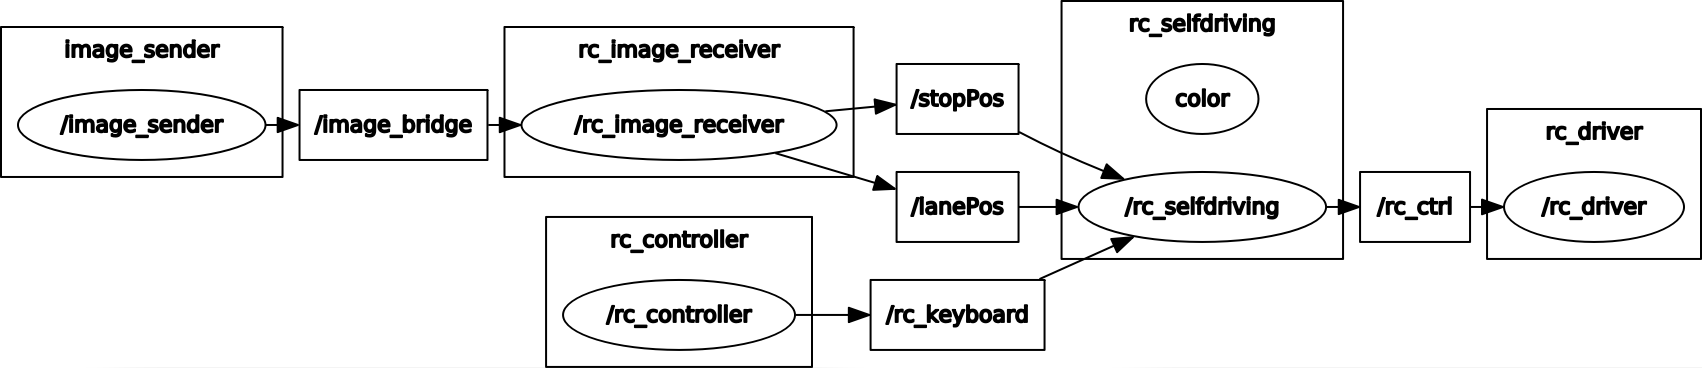 image_sender
/image_sender
/image_bridge
rc_image_receiver
/rc_image_receiver
/stopPos
/lanePos
rc_controller
/rc_controller
/rc_keyboard
rc_selfdriving
color
/rc_selfdriving
/rc_ctrl
rc_driver
/rc_driver